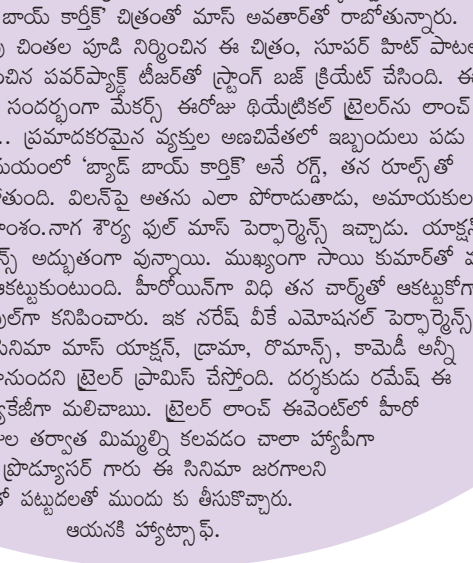 బాయ్ కార్తీక్' చిత్రంతో మాస్ అవతార్‌తో రాబోతున్నారు.
చింతల పూడి నిర్మించిన ఈ చిత్రం, సూపర్ హిట్ పాటల
చిన పవర్‌ప్యాక్డ్ టీజర్‌తో స్ట్రాంగ్ బజ్ క్రియేట్ చేసింది. ఈ
సందర్భంగా మేకర్స్ ఈరోజు థియేట్రికల్ ట్రైలర్‌ను లాంచ్
.. ప్రమాదకరమైన వ్యక్తుల అణచివేతలో ఇబ్బందులు పడు
మయంలో 'బ్యాడ్ బాయ్ కార్తిక్' అనే రగ్డ్, తన రూల్స్ తో
తుంది. విలన్‌పై అతను ఎలా పోరాడుతాడు, అమాయకుల
ాంశం.నాగ శౌర్య ఫుల్ మాస్ పెర్ఫార్మెన్స్ ఇచ్చాడు. యాక్షన్
న్స్ అద్భుతంగా వున్నాయి. ముఖ్యంగా సాయి కుమార్‌తో
ఆకట్టుకుంటుంది. హీరోయిన్‌గా విధి తన చార్మ్‌తో ఆకట్టుకోగా
ఫుల్‌గా కనిపించారు. ఇక నరేష్ వీకే ఎమోషనల్ పెర్ఫార్మెన్స్
సినిమా మాస్ యాక్షన్, డ్రామా, రొమాన్స్, కామెడీ అన్నీ
ానుందని ట్రైలర్ ప్రామిస్ చేస్తోంది. దర్శకుడు రమేష్ ఈ
్యాకేజీగా మలిచాఋ. ట్రైలర్ లాంచ్ ఈవెంట్‌లో హీరో
ల తర్వాత మిమ్మల్ని కలవడం చాలా హ్యాపీగా
ప్రొడ్యూసర్ గారు ఈ సినిమా జరగాలని
తో పట్టుదలతో ముందు కు తీసుకొచ్చారు.
ఆయనకి హ్యాట్సాఫ్.